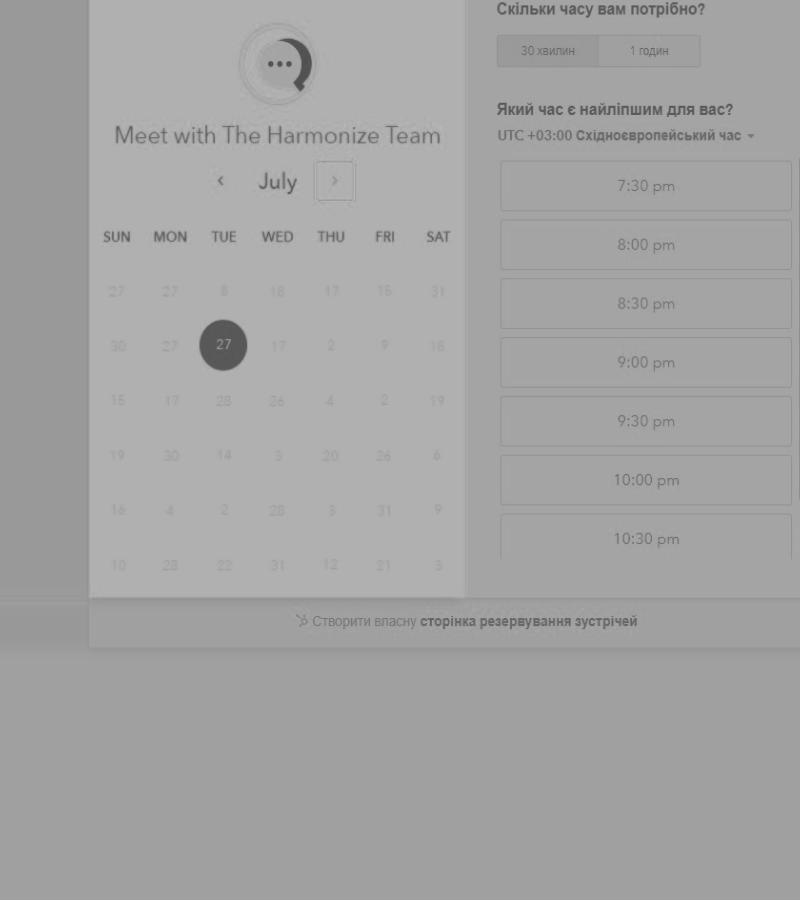 Meet with The Harmonize Team
July
SUN MON TUE WED THU FRI SAT
27 27 8 18 17 15 31
30 27 27 17 2 9 18
15 17 28 26 4 2 19
19 30 14 3 20 26 6
16 4 2 28 3 31 9
10 28 22 31 12 21 3
Скільки часу вам потрібно?
30 хвилин 1 годин
Який час є найліпшим для вас?
UTC +03:00 Східноєвропейський час
7:30 pm
8:00 pm
8:30 pm
9:00 pm
9:30 pm
10:00 pm
10:30 pm
Створити власну сторінка резервування зустрічей